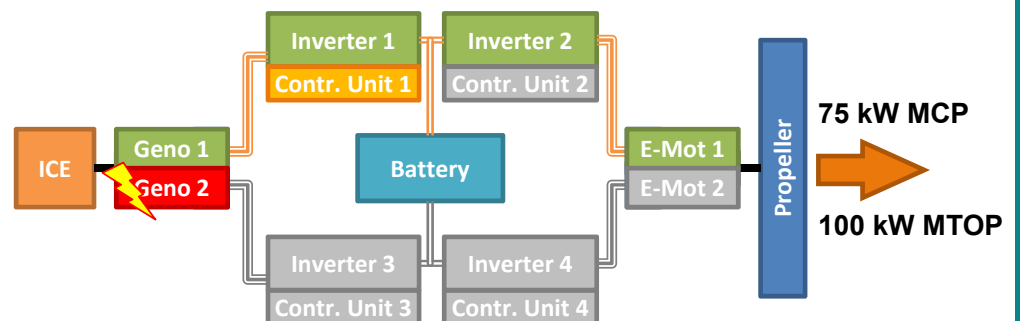 Inverter 1
Inverter 2
Contr. Unit 1
Contr. Unit 2
75 kW MCP
ICE
Geno 1
Geno 2
Battery
E-Mot 1
E-Mot 2
Propeller
100 kW MTOP
Inverter 3
Inverter 4
Contr. Unit 3
Contr. Unit 4